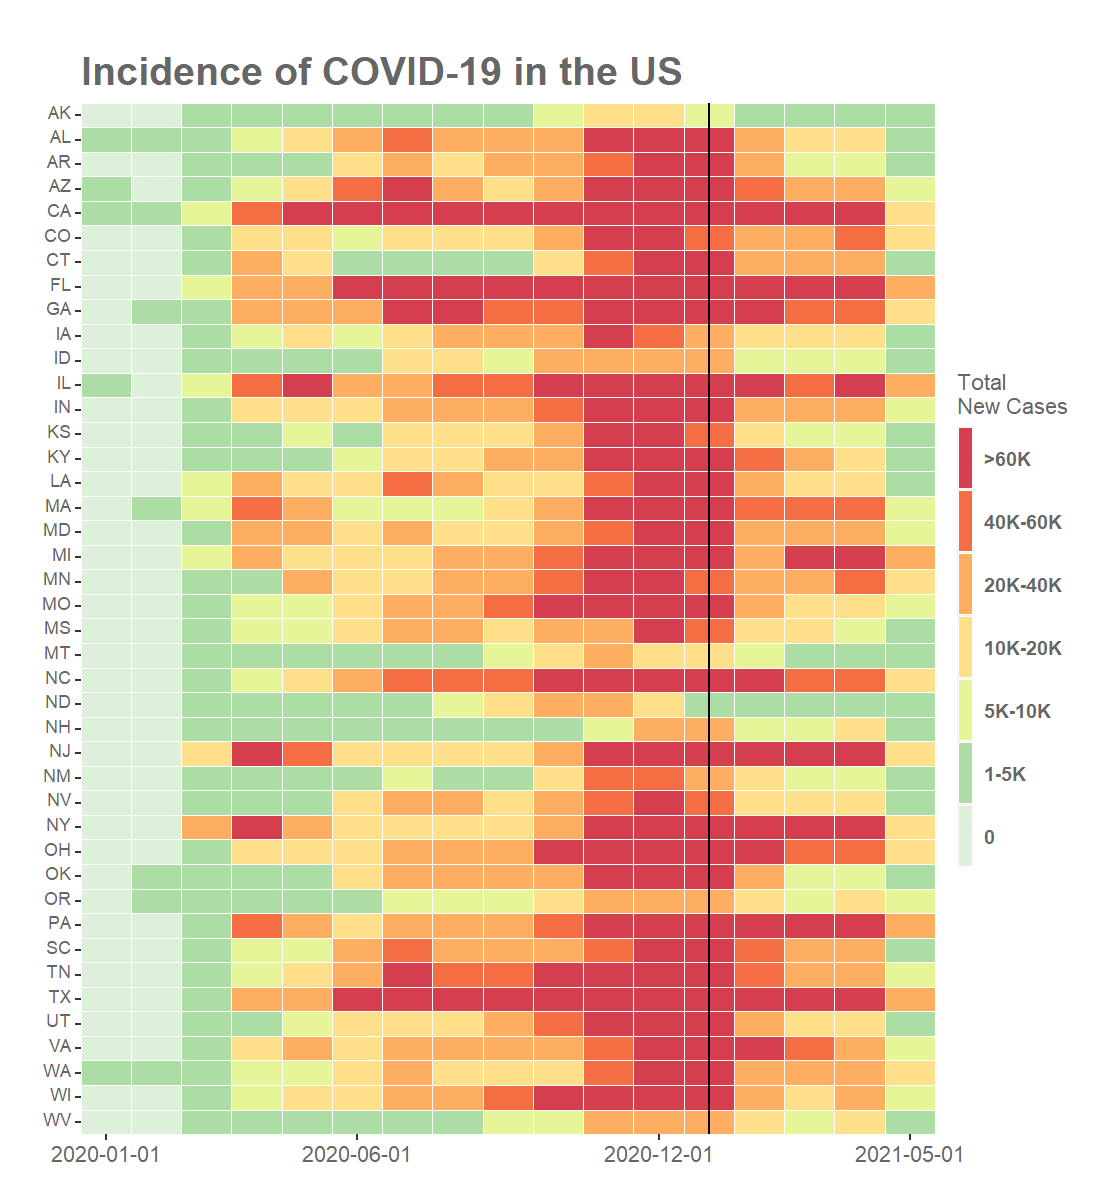 Incidence of COVID-19 in the US
AK
AL
AR
AZ
CA
CO
CT
FL
GA
IA
ID
IL
IN
KS
KY
LA
MA
MD
MI
MN
MO
MS
MT
NC
ND
NH
NJ
NM
NV
NY
OH
OK
OR
PA
SC
TN
TX
UT
VA
WA
WI
WV
2020-01-01
2020-06-01
2020-12-01
2021-05-01
Total
New Cases
>60K
40K-60K
20K-40K
10K-20K
5K-10K
1-5K
0